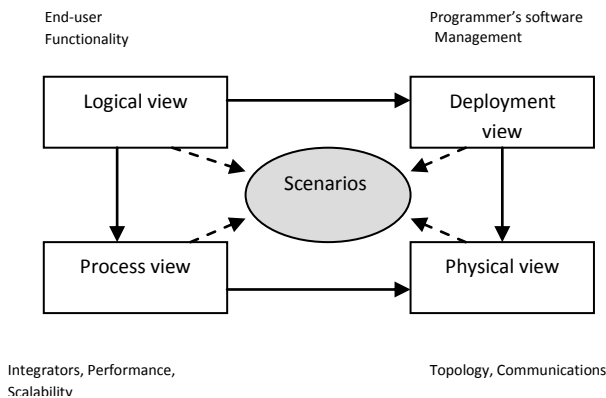 End-user
Functionality
Programmer's software
Management
Logical view
Deployment
view
Scenarios
Process view
Physical view
Integrators, Performance,
Scalability
Topology, Communications